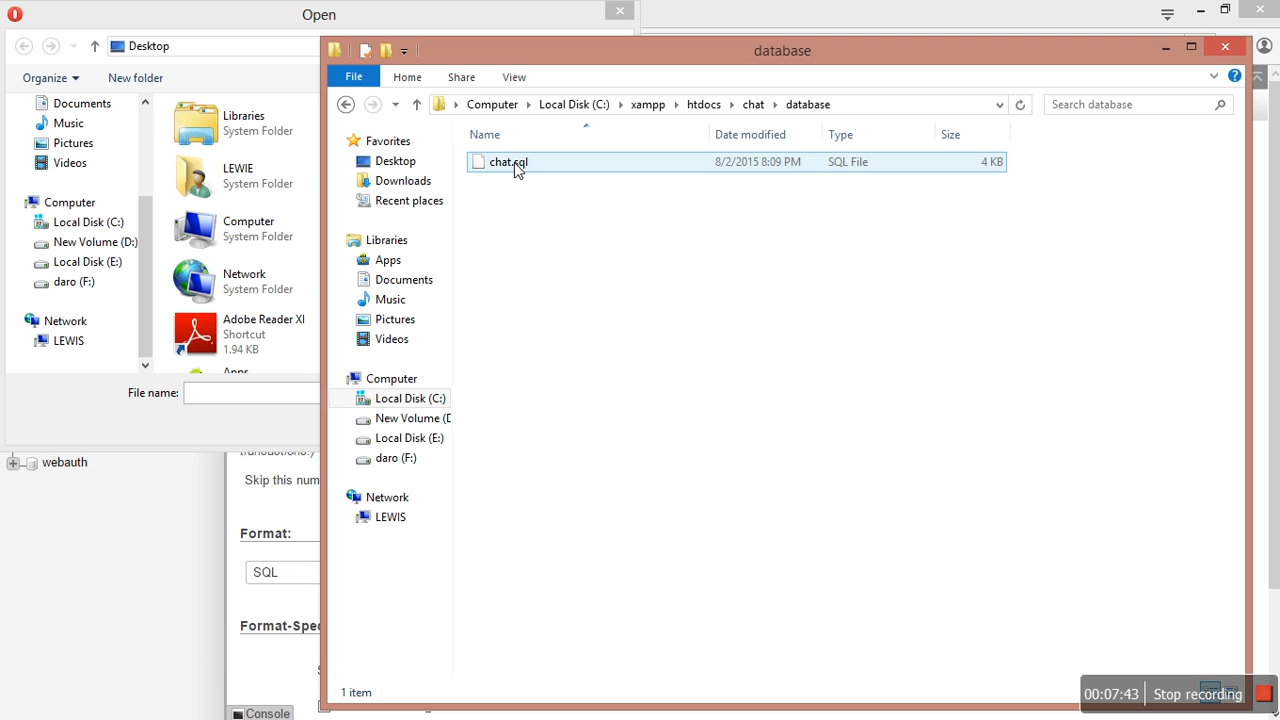 Open
Desktop
Organize
New folder
Documents
Music
Pictures
Videos
Computer
Local Disk (C:)
New Volume (D:)
Local Disk (E:)
daro (F:)
Network
LEWIS
Libraries
System Folder
LEWIE
System Folder
Computer
System Folder
Network
System Folder
Adobe Reader XI
Shortcut
1.94 KB
Apps
File name:
webauth
Skip this num
Format:
SQL
Format-Spec
Console
database
File
Home
Share
View
Computer
Local Disk (C:)
xampp
htdocs
chat
database
Search database
Name
Date modified
Type
Size
chat.sql
8/2/2015 8:09 PM
SQL File
4 KB
Favorites
Desktop
Downloads
Recent places
Libraries
Apps
Documents
Music
Pictures
Videos
Computer
Local Disk (C:)
New Volume (D
Local Disk (E:)
daro (F:)
Network
LEWIS
1 item
00:07:43
Stop recording